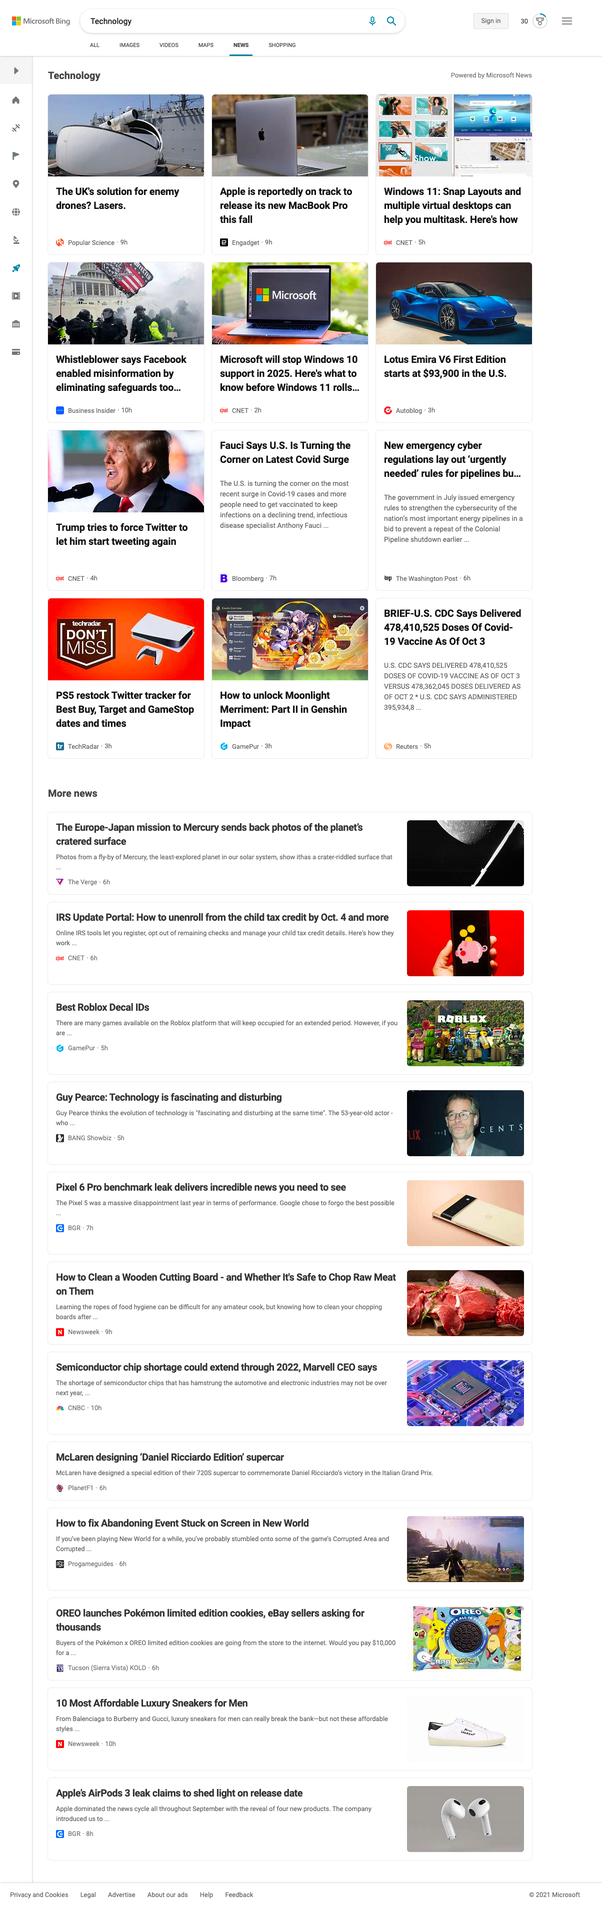 Microsoft Bing
Technology
Sign in
30
ALL
IMAGES
VIDEOS
MAPS
NEWS
SHOPPING
Technology
Powered by Microsoft News
The UK's solution for enemy
drones? Lasers.
Popular Science · 9h
Apple is reportedly on track to
release its new MacBook Pro
this fall
Engadget · 9h
Show
Windows 11: Snap Layouts and
multiple virtual desktops can
help you multitask. Here's how
CNET · 5h
Whistleblower says Facebook
enabled misinformation by
eliminating safeguards too...
Business Insider · 10h
Microsoft
Microsoft will stop Windows 10
support in 2025. Here's what to
know before Windows 11 rolls...
CNET · 2h
Lotus Emira V6 First Edition
starts at $93,900 in the U.S.
Autoblog · 3h
Trump tries to force Twitter to
let him start tweeting again
CNET · 4h
Fauci Says U.S. Is Turning the
Corner on Latest Covid Surge
The U.S. is turning the corner on the most
recent surge in Covid-19 cases and more
people need to get vaccinated to keep
infections on a declining trend, infectious
disease specialist Anthony Fauci ...
Bloomberg · 7h
New emergency cyber
regulations lay out ‘urgently
needed’ rules for pipelines bu...
The government in July issued emergency
rules to strengthen the cybersecurity of the
nation's most important energy pipelines in a
bid to prevent a repeat of the Colonial
Pipeline shutdown earlier ...
The Washington Post · 6h
techradar
DON'T
MISS
PS5 restock Twitter tracker for
Best Buy, Target and GameStop
dates and times
TechRadar · 3h
How to unlock Moonlight
Merriment: Part II in Genshin
Impact
GamePur · 3h
BRIEF-U.S. CDC Says Delivered
478,410,525 Doses Of Covid-
19 Vaccine As Of Oct 3
U.S. CDC SAYS DELIVERED 478,410,525
DOSES OF COVID-19 VACCINE AS OF OCT 3
VERSUS 478,362,045 DOSES DELIVERED AS
OF OCT 2 * U.S. CDC SAYS ADMINISTERED
395,934,8 ...
Reuters · 5h
More news
The Europe-Japan mission to Mercury sends back photos of the planet's
cratered surface
Photos from a fly-by of Mercury, the least-explored planet in our solar system, show ithas a crater-riddled surface that
...
The Verge · 6h
IRS Update Portal: How to unenroll from the child tax credit by Oct. 4 and more
Online IRS tools let you register, opt out of remaining checks and manage your child tax credit details. Here's how they
work ...
CNET · 6h
Best Roblox Decal IDs
There are many games available on the Roblox platform that will keep occupied for an extended period. However, if you
are ...
GamePur · 5h
ROBLOX
Guy Pearce: Technology is fascinating and disturbing
Guy Pearce thinks the evolution of technology is "fascinating and disturbing at the same time". The 53-year-old actor -
who ...
BANG Showbiz · 5h
Pixel 6 Pro benchmark leak delivers incredible news you need to see
The Pixel 5 was a massive disappointment last year in terms of performance. Google chose to forgo the best possible
...
BGR · 7h
How to Clean a Wooden Cutting Board - and Whether It's Safe to Chop Raw Meat
on Them
Learning the ropes of food hygiene can be difficult for any amateur cook, but knowing how to clean your chopping
boards after ...
Newsweek · 9h
Semiconductor chip shortage could extend through 2022, Marvell CEO says
The shortage of semiconductor chips that has hamstrung the automotive and electronic industries may not be over
next year, ...
CNBC · 10h
McLaren designing ‘Daniel Ricciardo Edition’ supercar
McLaren have designed a special edition of their 720S supercar to commemorate Daniel Ricciardo's victory in the Italian Grand Prix.
PlanetF1 · 6h
How to fix Abandoning Event Stuck on Screen in New World
If you've been playing New World for a while, you've probably stumbled onto some of the game's Corrupted Area and
Corrupted ...
Progameguides · 6h
OREO launches Pokémon limited edition cookies, eBay sellers asking for
thousands
Buyers of the Pokémon x OREO limited edition cookies are going from the store to the internet. Would you pay $10,000
for a ...
Tucson (Sierra Vista) KOLD · 6h
OREO
10 Most Affordable Luxury Sneakers for Men
From Balenciaga to Burberry and Gucci, luxury sneakers for men can really break the bank—but not these affordable
styles ...
Newsweek · 10h
Apple's AirPods 3 leak claims to shed light on release date
Apple dominated the news cycle all throughout September with the reveal of four new products. The company
introduced us to ...
BGR · 8h
Privacy and Cookies
Legal
Advertise
About our ads
Help
Feedback
© 2021 Microsoft